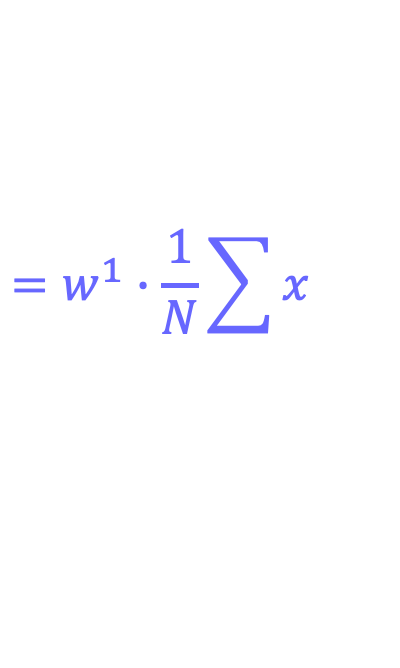 = w¹ · 1/N ∑ x